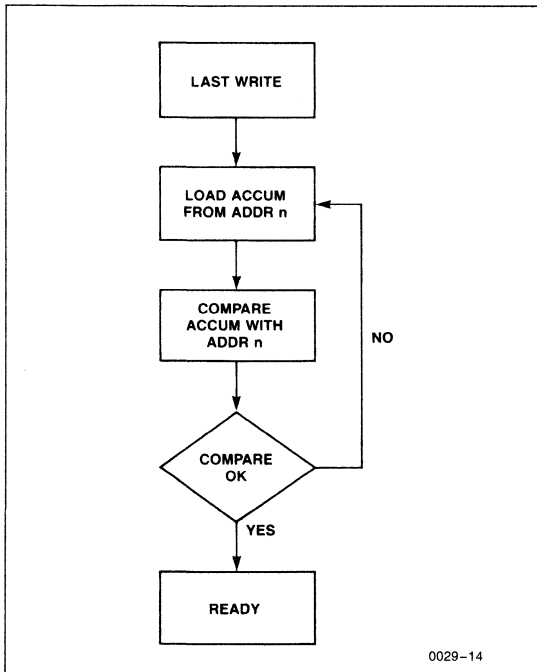 LAST WRITE
LOAD ACCUM
FROM ADDR n
COMPARE
ACCUM WITH
ADDR n
NO
COMPARE
OK
YES
READY
0029–14